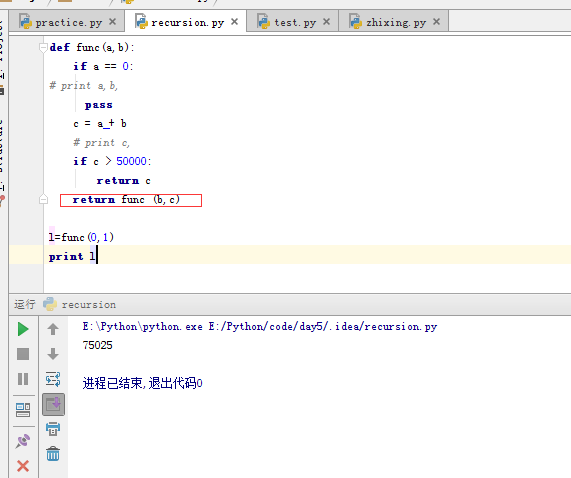 practice.py recursion.py test.py zhixing.py
def func(a,b):
if a == 0:
# print a,b,
pass
c = a + b
# print c,
if c > 50000:
return c
return func (b,c)
l=func(0,1)
print l
运行 recursion
E:\Python\python.exe E:/Python/code/day5/.idea/recursion.py
75025
进程已结束,退出代码0